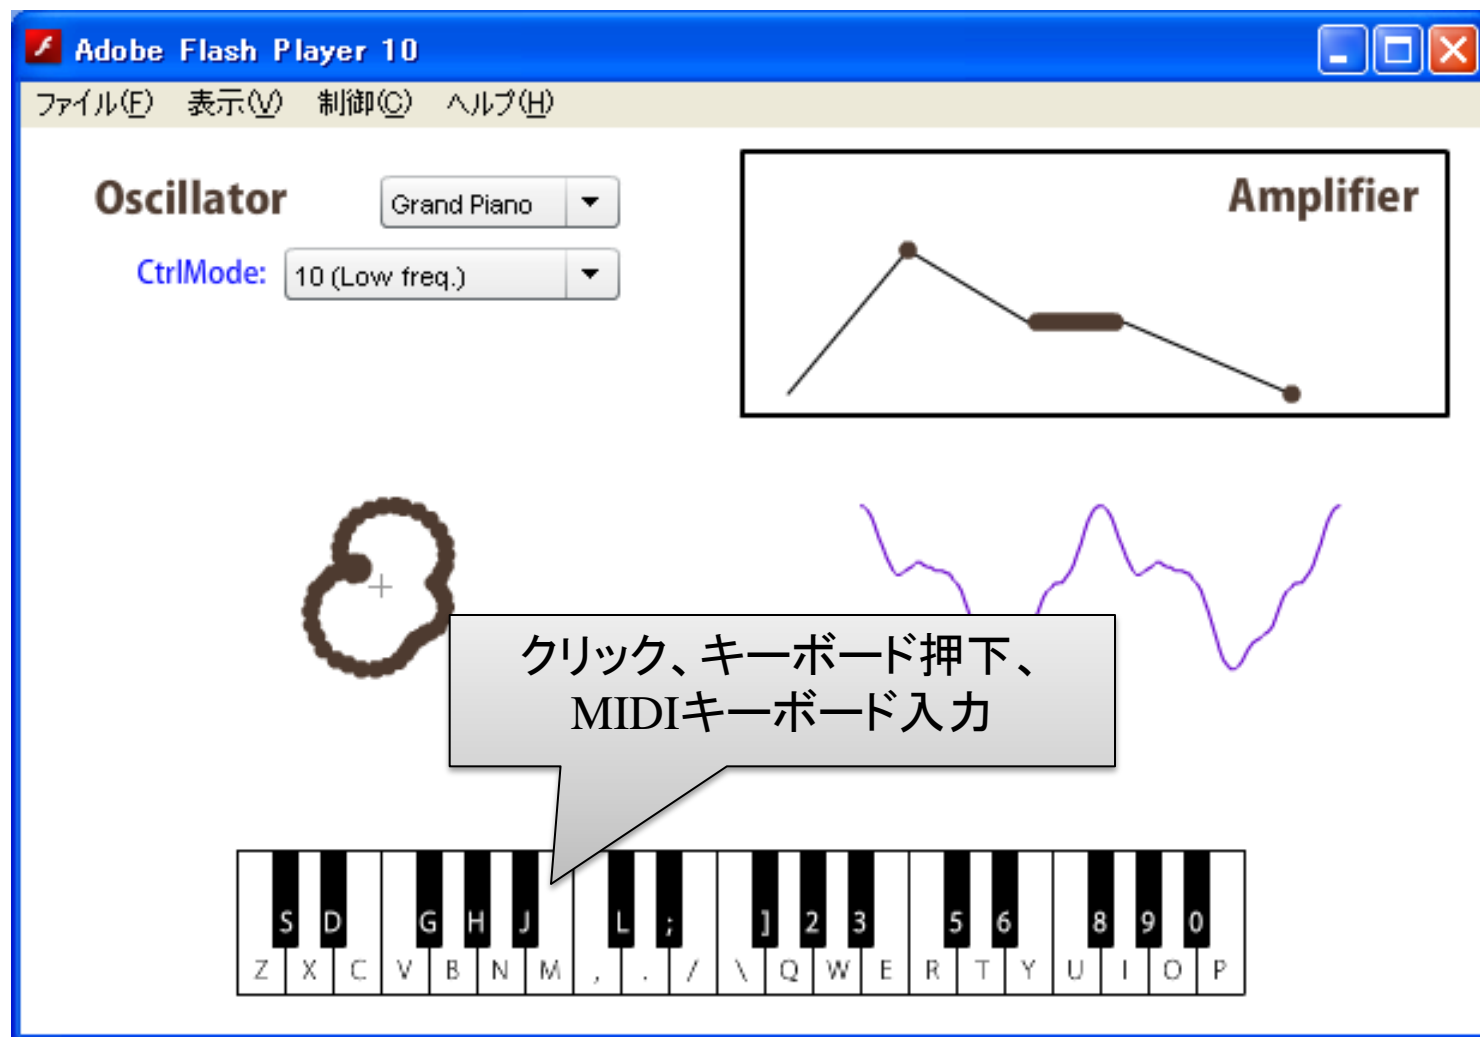 Adobe Flash Player 10
ファイル(F) 表示(V) 制御(C) ヘルプ(H)
Oscillator
Grand Piano
CtrlMode:
10 (Low freq.)
Amplifier
クリック、キーボード押下、
MIDIキーボード入力
S D G H J L ; ] 2 3 5 6 8 9 0
Z X C V B N M , . / \ Q W E R T Y U I O P